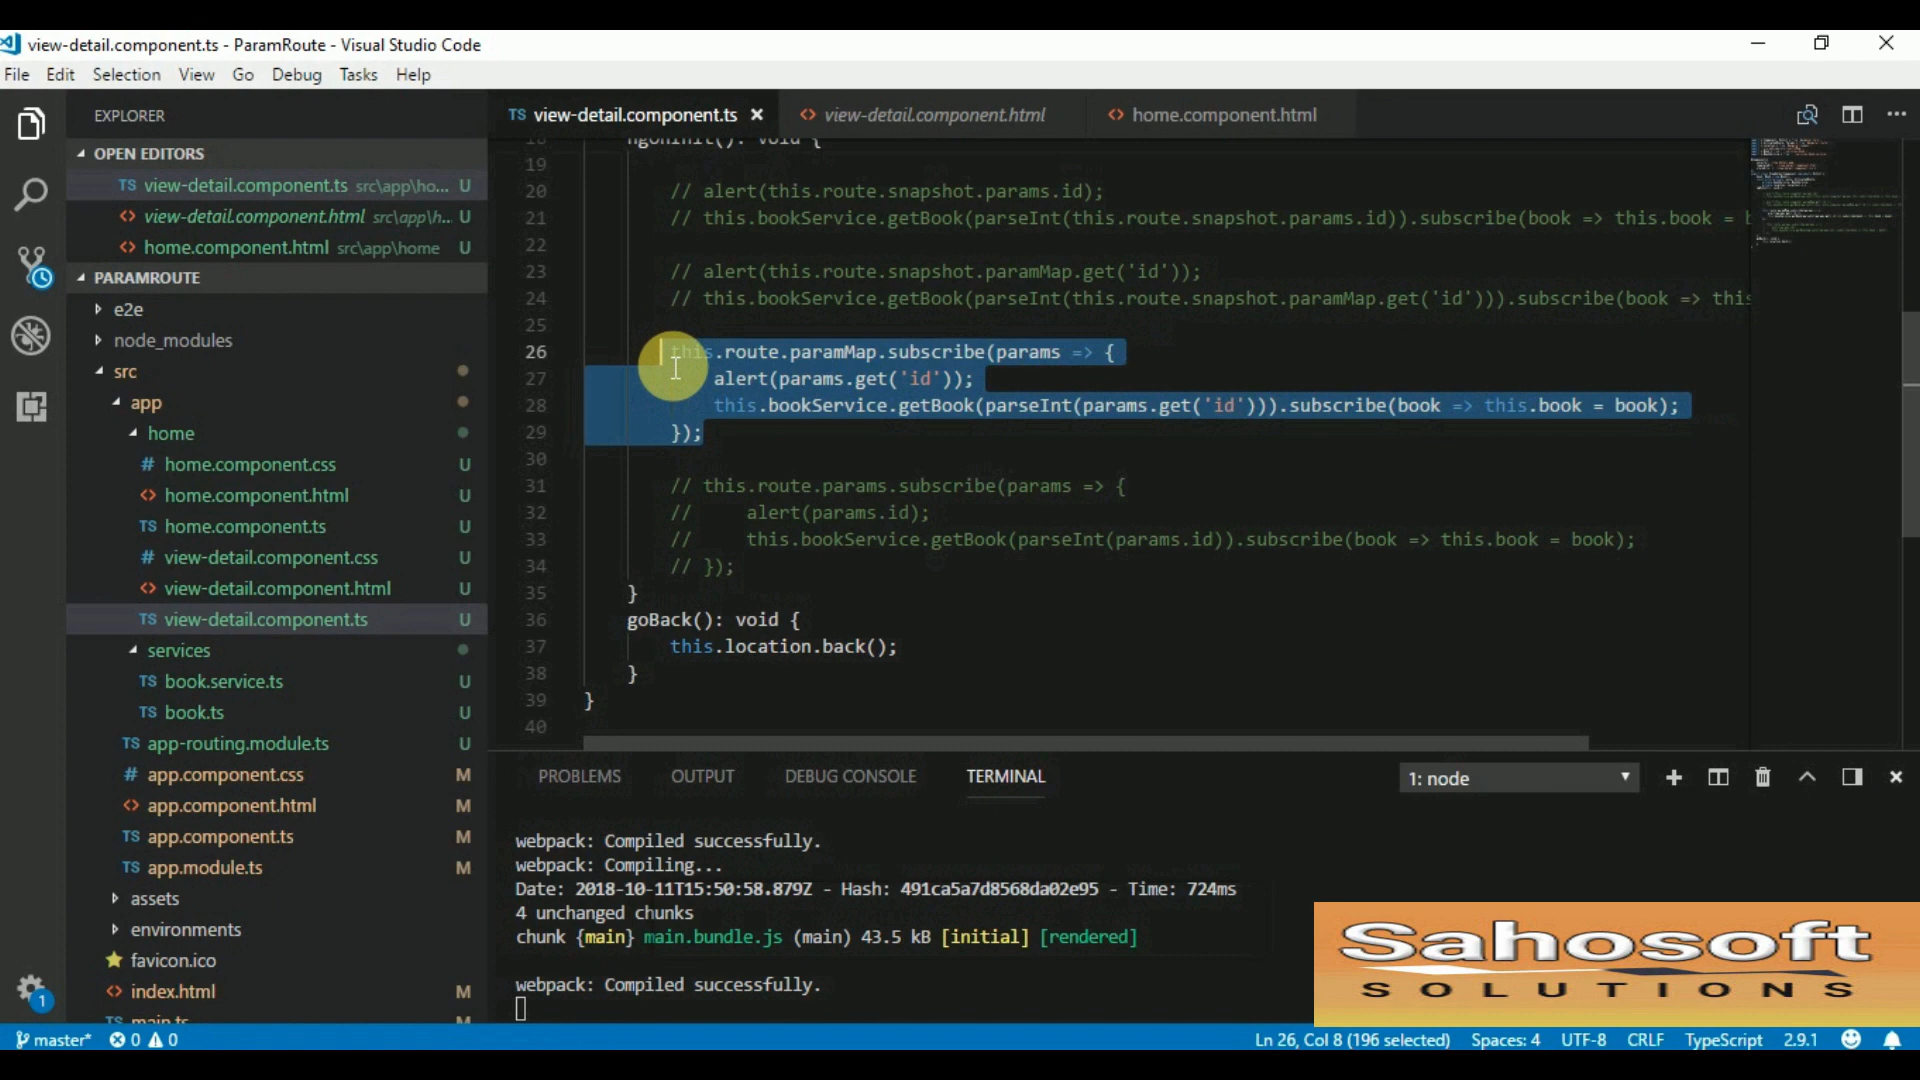 view-detail.component.ts - ParamRoute - Visual Studio Code
File Edit Selection View Go Debug Tasks Help
EXPLORER
OPEN EDITORS
TS view-detail.component.ts src\app\ho... U
<> view-detail.component.html src\app\h... U
<> home.component.html src\app\home U
PARAMROUTE
e2e
node_modules
src
app
home
# home.component.css U
<> home.component.html U
TS home.component.ts U
# view-detail.component.css U
<> view-detail.component.html U
TS view-detail.component.ts U
services
TS book.service.ts U
TS book.ts U
TS app-routing.module.ts U
# app.component.css M
<> app.component.html M
TS app.component.ts M
TS app.module.ts M
assets
environments
favicon.ico
<> index.html M
TS main.ts M
TS view-detail.component.ts × <> view-detail.component.html <> home.component.html
18 ngOnInit(): void {
19
20 // alert(this.route.snapshot.params.id);
21 // this.bookService.getBook(parseInt(this.route.snapshot.params.id)).subscribe(book => this.book = b
22
23 // alert(this.route.snapshot.paramMap.get('id'));
24 // this.bookService.getBook(parseInt(this.route.snapshot.paramMap.get('id'))).subscribe(book => this
25
26 this.route.paramMap.subscribe(params => {
27 alert(params.get('id'));
28 this.bookService.getBook(parseInt(params.get('id'))).subscribe(book => this.book = book);
29 });
30
31 // this.route.params.subscribe(params => {
32 // alert(params.id);
33 // this.bookService.getBook(parseInt(params.id)).subscribe(book => this.book = book);
34 // });
35 }
36 goBack(): void {
37 this.location.back();
38 }
39 }
40
PROBLEMS OUTPUT DEBUG CONSOLE TERMINAL 1: node
webpack: Compiled successfully.
webpack: Compiling...
Date: 2018-10-11T15:50:58.879Z - Hash: 491ca5a7d8568da02e95 - Time: 724ms
4 unchanged chunks
chunk {main} main.bundle.js (main) 43.5 kB [initial] [rendered]
webpack: Compiled successfully.
Sahosoft
SOLUTIONS
1
master* 0 0 Ln 26, Col 8 (196 selected) Spaces: 4 UTF-8 CRLF TypeScript 2.9.1